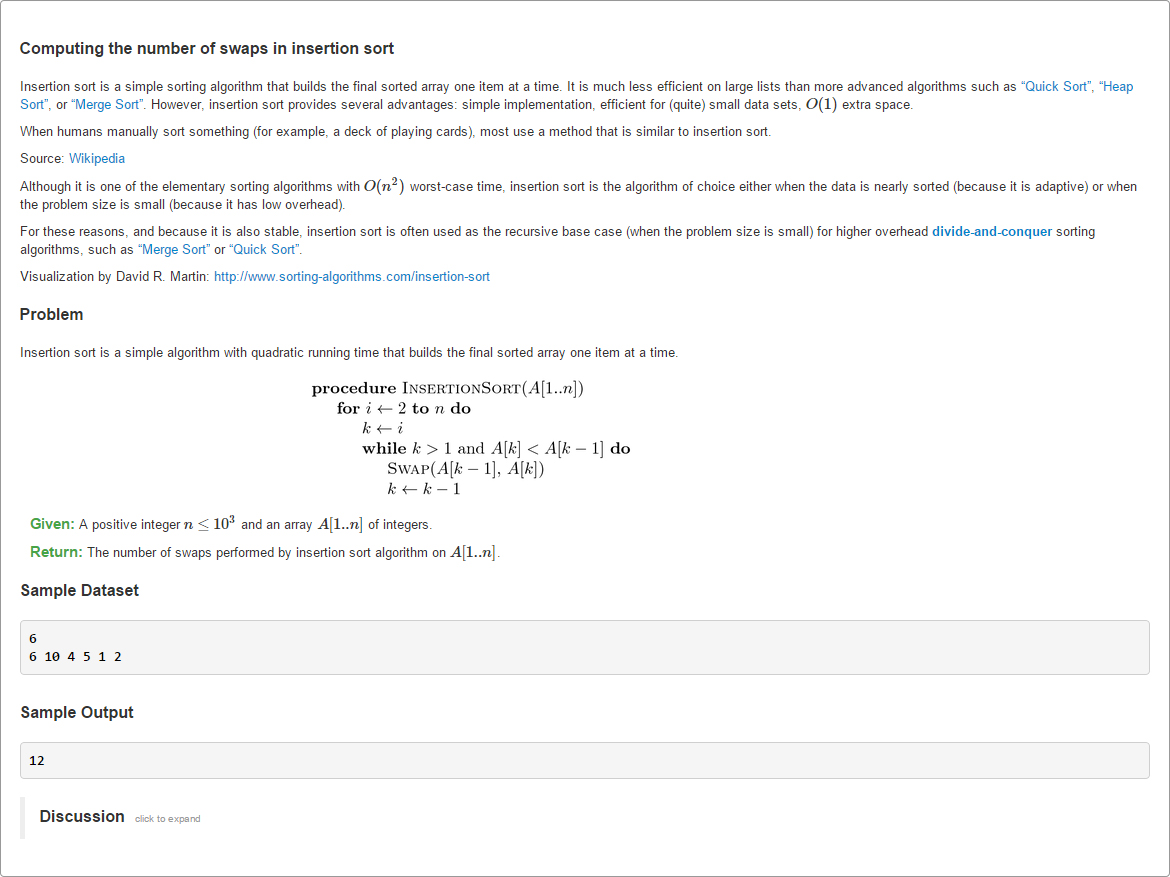 Computing the number of swaps in insertion sort
Insertion sort is a simple sorting algorithm that builds the final sorted array one item at a time. It is much less efficient on large lists than more advanced algorithms such as “Quick Sort”, “Heap
Sort”, or “Merge Sort”. However, insertion sort provides several advantages: simple implementation, efficient for (quite) small data sets, O(1) extra space.
When humans manually sort something (for example, a deck of playing cards), most use a method that is similar to insertion sort.
Source: Wikipedia
Although it is one of the elementary sorting algorithms with O(n²) worst-case time, insertion sort is the algorithm of choice either when the data is nearly sorted (because it is adaptive) or when
the problem size is small (because it has low overhead).
For these reasons, and because it is also stable, insertion sort is often used as the recursive base case (when the problem size is small) for higher overhead divide-and-conquer sorting
algorithms, such as “Merge Sort” or “Quick Sort”.
Visualization by David R. Martin: http://www.sorting-algorithms.com/insertion-sort
Problem
Insertion sort is a simple algorithm with quadratic running time that builds the final sorted array one item at a time.
procedure INSERTIONSORT(A[1..n])
for i ← 2 to n do
k ← i
while k > 1 and A[k] < A[k − 1] do
SWAP(A[k − 1], A[k])
k ← k − 1
Given: A positive integer n ≤ 10³ and an array A[1..n] of integers.
Return: The number of swaps performed by insertion sort algorithm on A[1..n].
Sample Dataset
6
6 10 4 5 1 2
Sample Output
12
Discussion click to expand